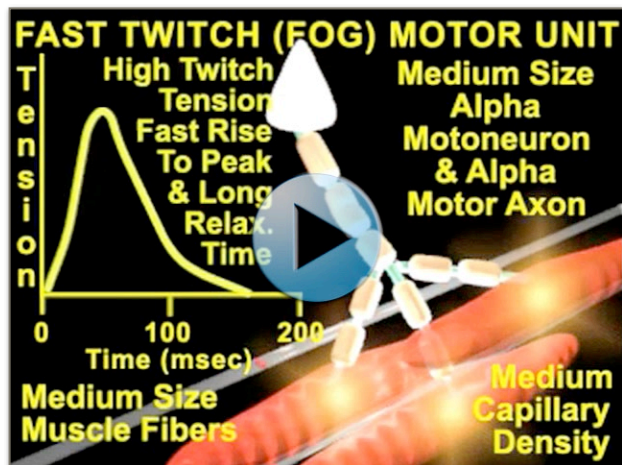 FAST TWITCH (FOG) MOTOR UNIT
Tension
High Twitch
Tension
Fast Rise
To Peak
& Long
Relax.
Time
Medium Size
Alpha
Motoneuron
& Alpha
Motor Axon
0 100 200
Time (msec)
Medium Size
Muscle Fibers
Medium
Capillary
Density